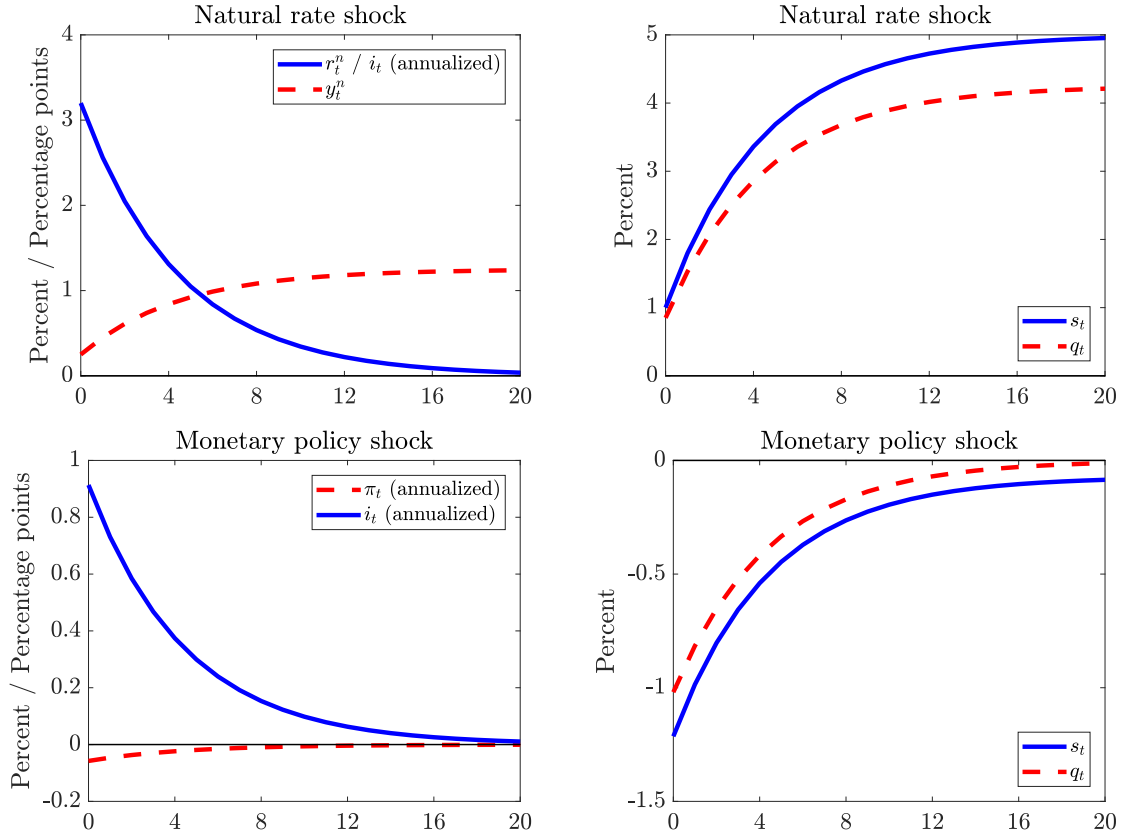 Natural rate shock
Percent / Percentage points
4
3
2
1
0
0 4 8 12 16 20
r_t^n / i_t (annualized)
y_t^n
Natural rate shock
Percent
5
4
3
2
1
0
0 4 8 12 16 20
s_t
q_t
Monetary policy shock
Percent / Percentage points
1
0.8
0.6
0.4
0.2
0
-0.2
0 4 8 12 16 20
π_t (annualized)
i_t (annualized)
Monetary policy shock
Percent
0
-0.5
-1
-1.5
0 4 8 12 16 20
s_t
q_t